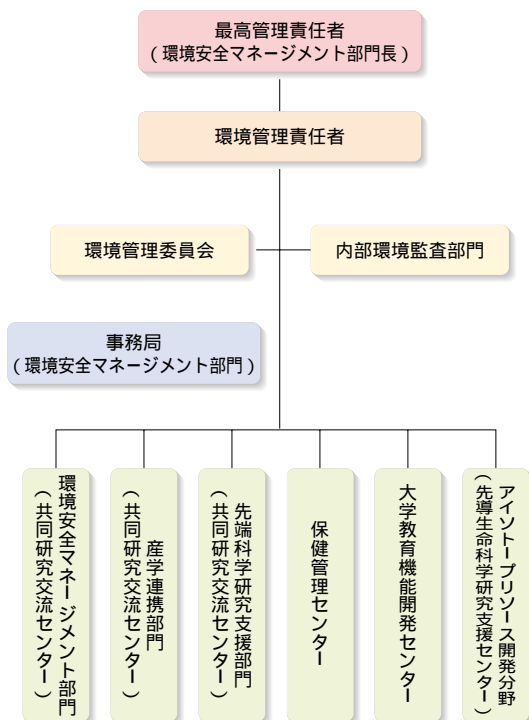 最高管理責任者
(環境安全マネージメント部門長)
環境管理責任者
環境管理委員会
内部環境監査部門
事務局
(環境安全マネージメント部門)
環境安全マネージメント部門
(共同研究交流センター)
産学連携部門
(共同研究交流センター)
先端科学研究支援部門
(共同研究交流センター)
保健管理センター
大学教育機能開発センター
アイソトープリソース開発分野
(先導生命科学研究支援センター)